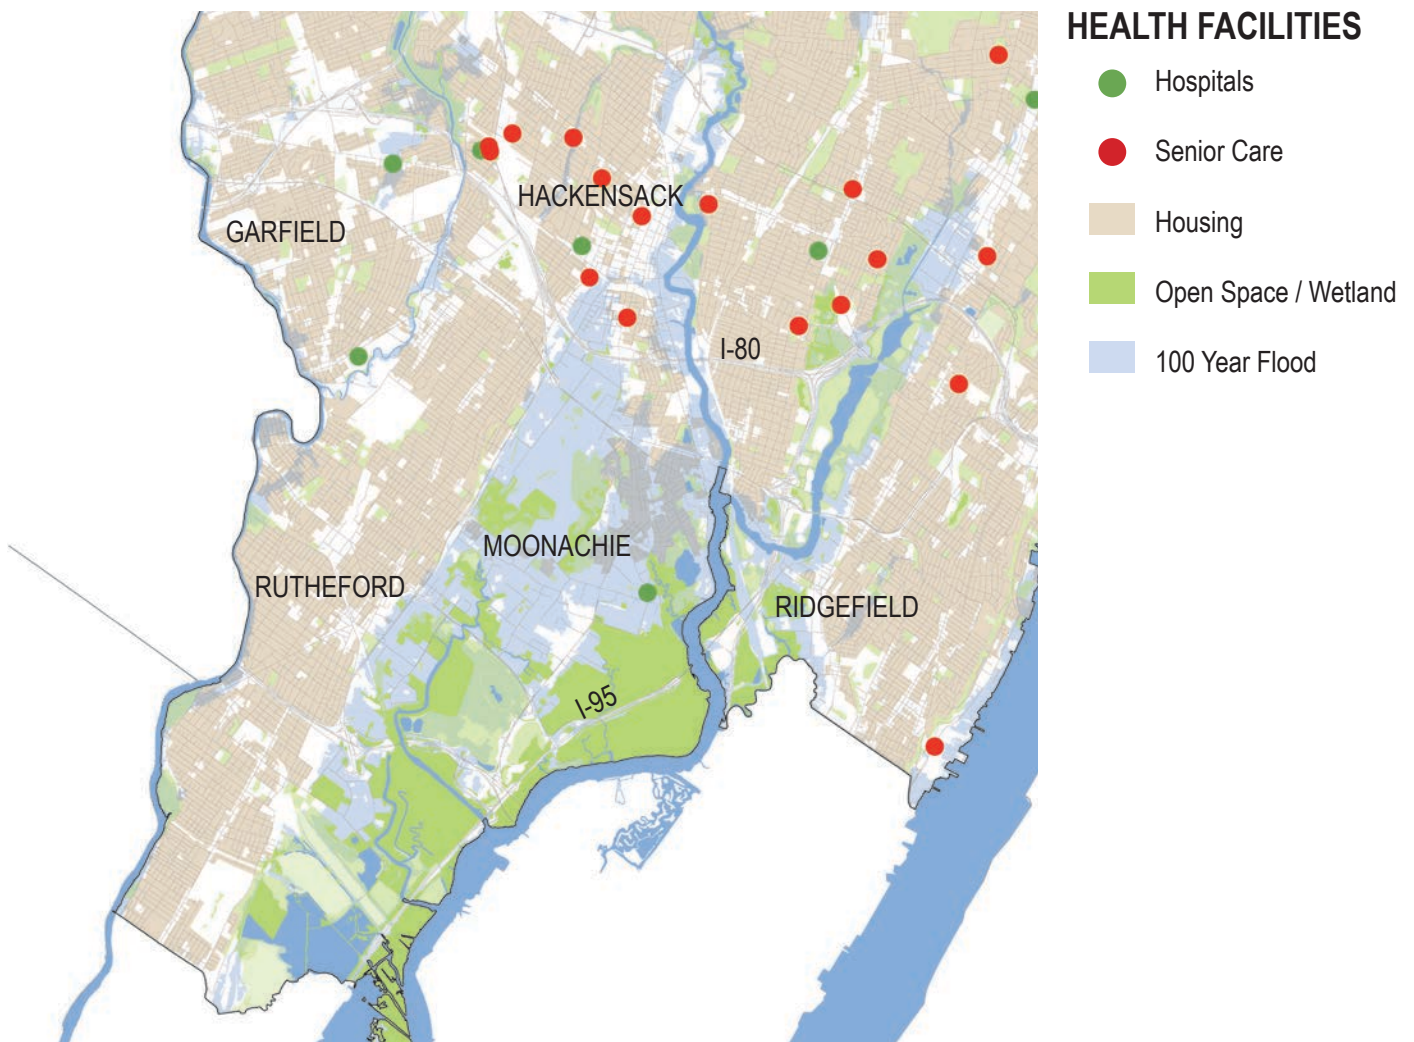 HEALTH FACILITIES
Hospitals
Senior Care
Housing
Open Space / Wetland
100 Year Flood
HACKENSACK
GARFIELD
I-80
MOONACHIE
RUTHEFORD
RIDGEFIELD
I-95